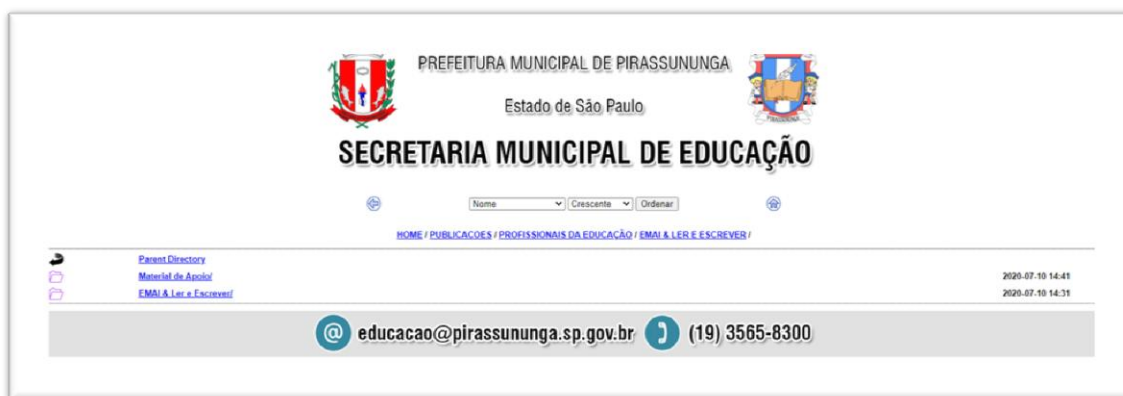 PREFEITURA MUNICIPAL DE PIRASSUNUNGA
Estado de São Paulo
SECRETARIA MUNICIPAL DE EDUCAÇÃO
Nome Crescente Ordenar
HOME / PUBLICACOES / PROFISSIONAIS DA EDUCAÇÃO / EMAI & LER E ESCREVER /
Parent Directory
Material de Apoio/ 2020-07-10 14:41
EMAI & Ler e Escrever/ 2020-07-10 14:31
educacao@pirassununga.sp.gov.br (19) 3565-8300